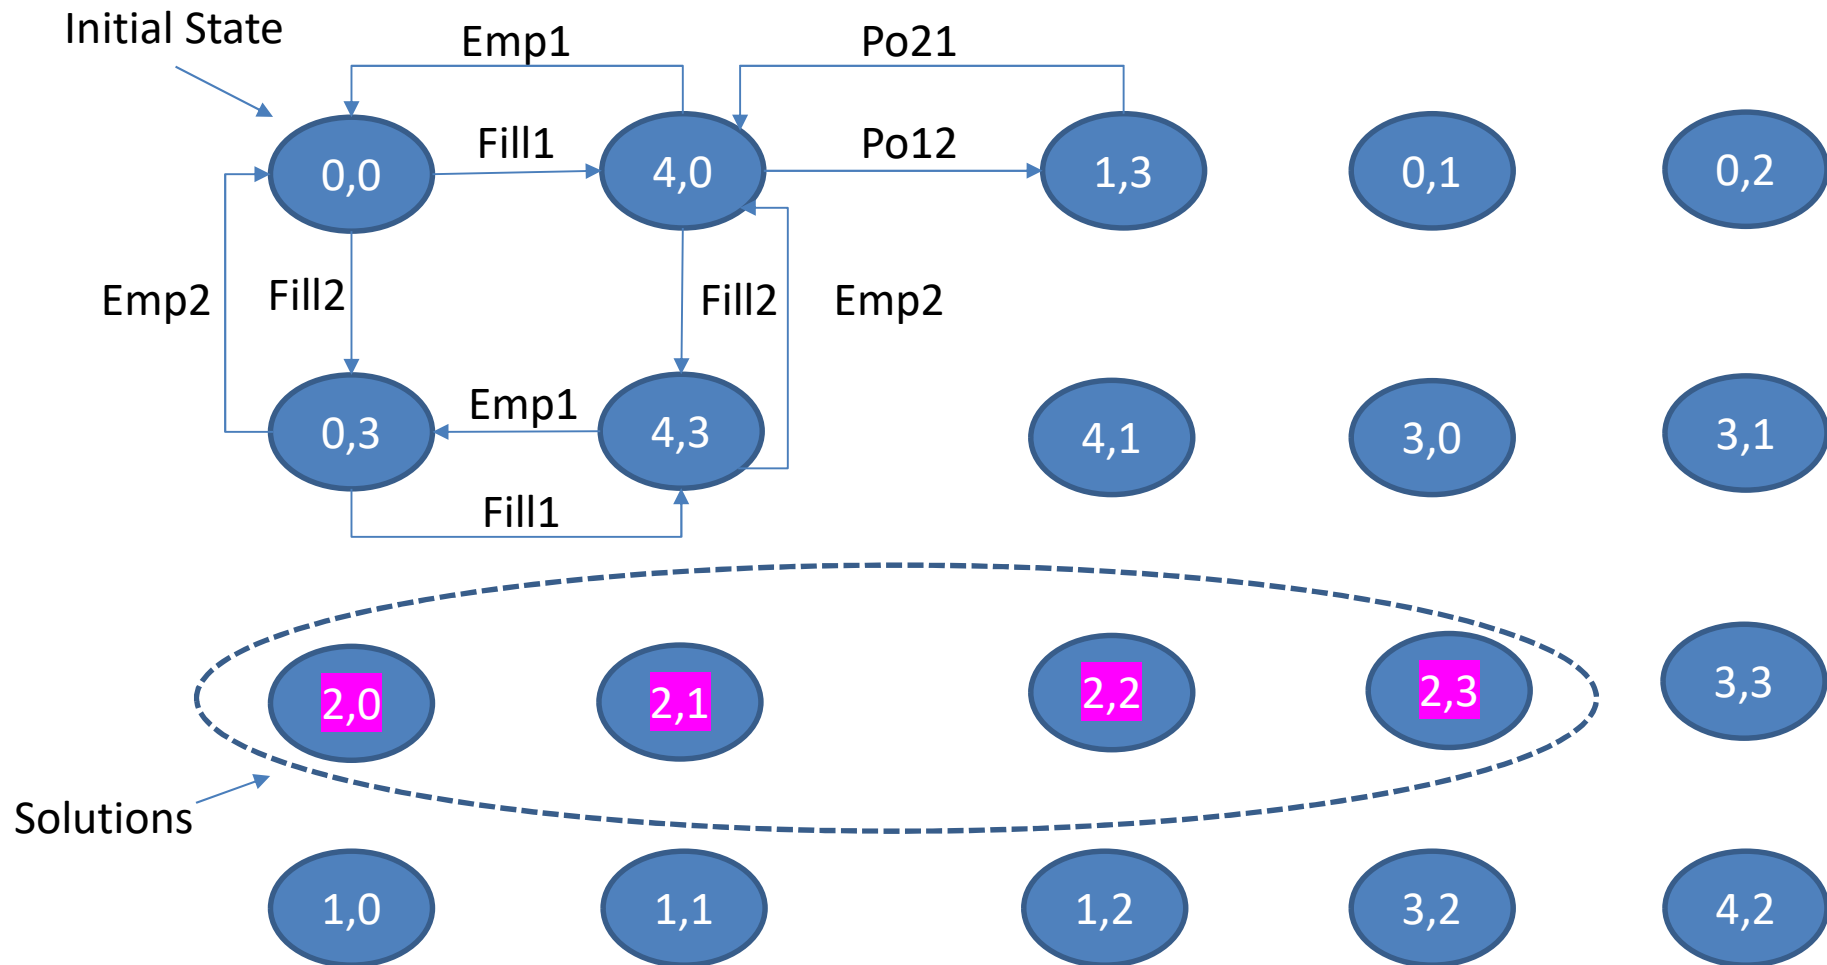 Initial State
Emp1
Po21
Fill1
Po12
0,0
4,0
1,3
0,1
0,2
Emp2
Fill2
Fill2
Emp2
Emp1
0,3
4,3
4,1
3,0
3,1
Fill1
2,0
2,1
2,2
2,3
3,3
Solutions
1,0
1,1
1,2
3,2
4,2